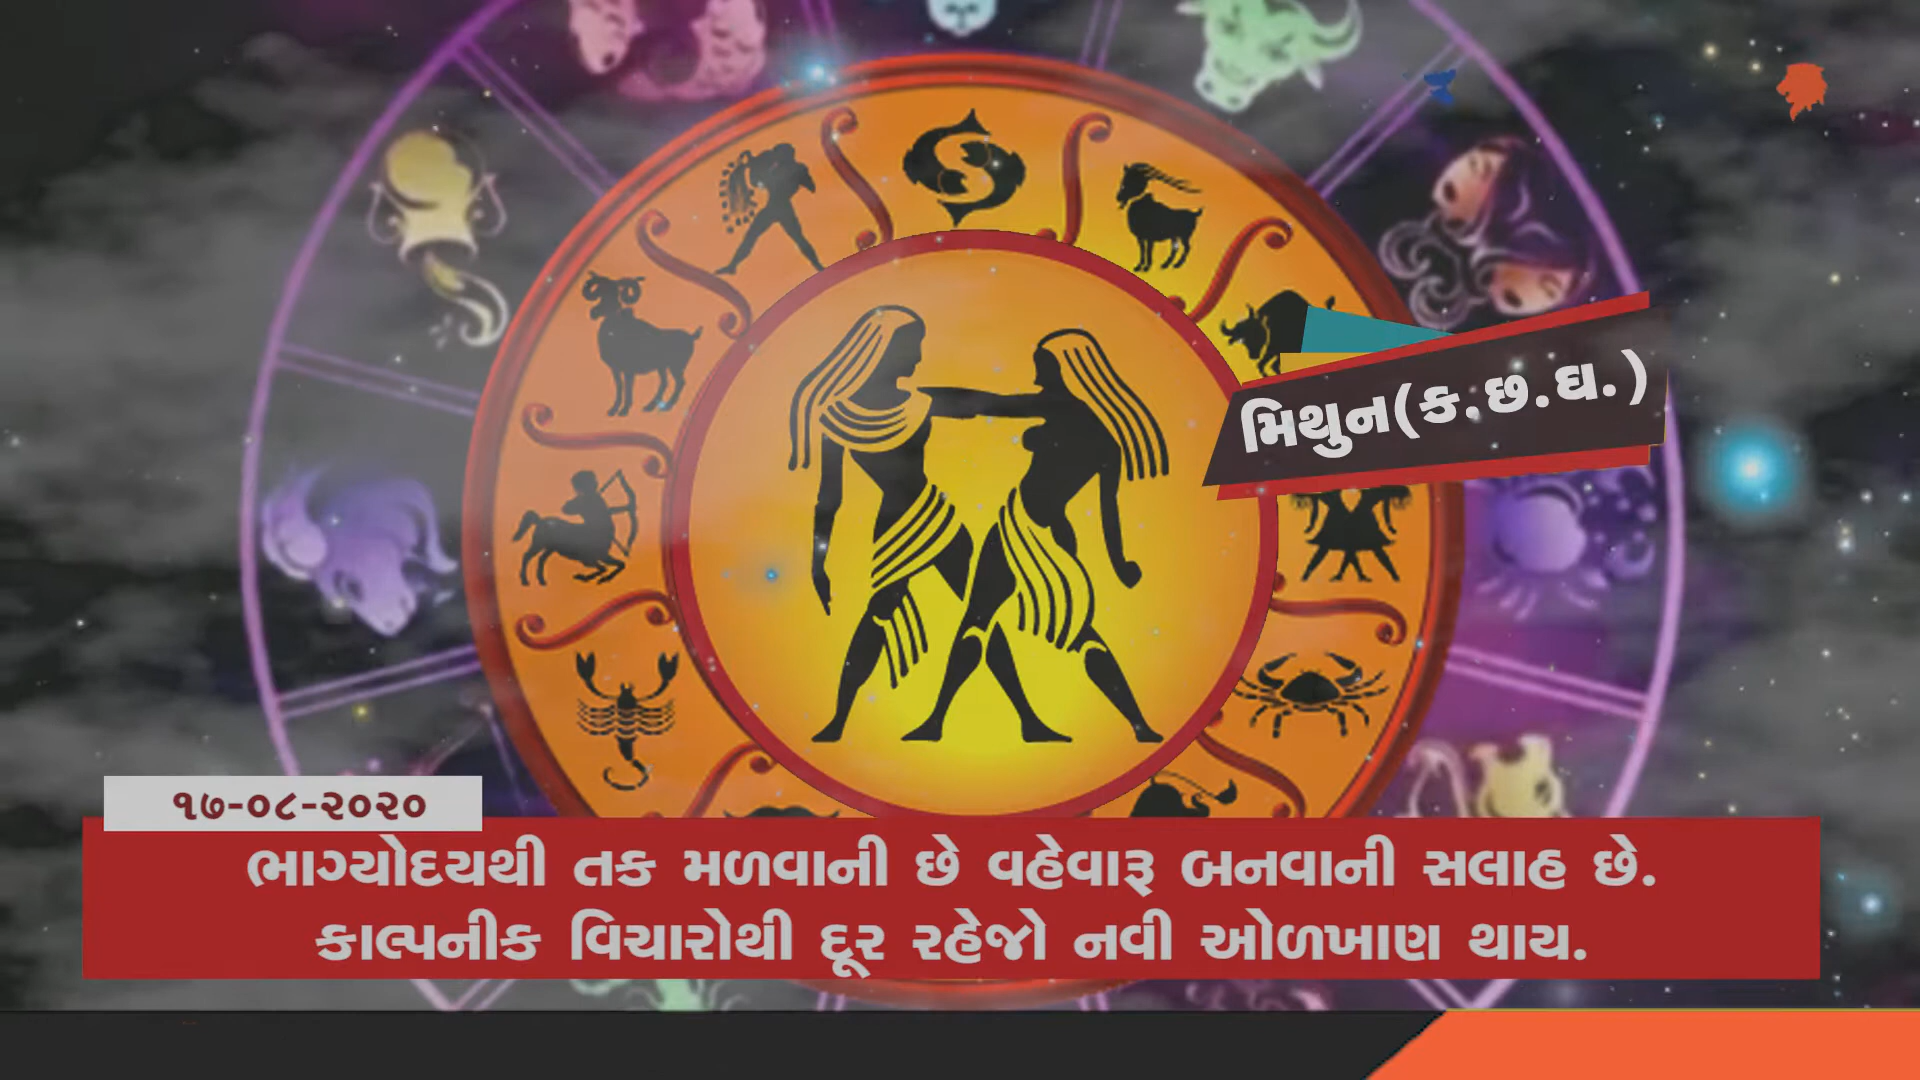 મિથુન(ક.છ.ઘ.)
૧૭-૦૮-૨૦૨૦
ભાગ્યોદયથી તક મળવાની છે વહેવારૂ બનવાની સલાહ છે.
કાલ્પનીક વિચારોથી દૂર રહેજો નવી ઓળખાણ થાય.